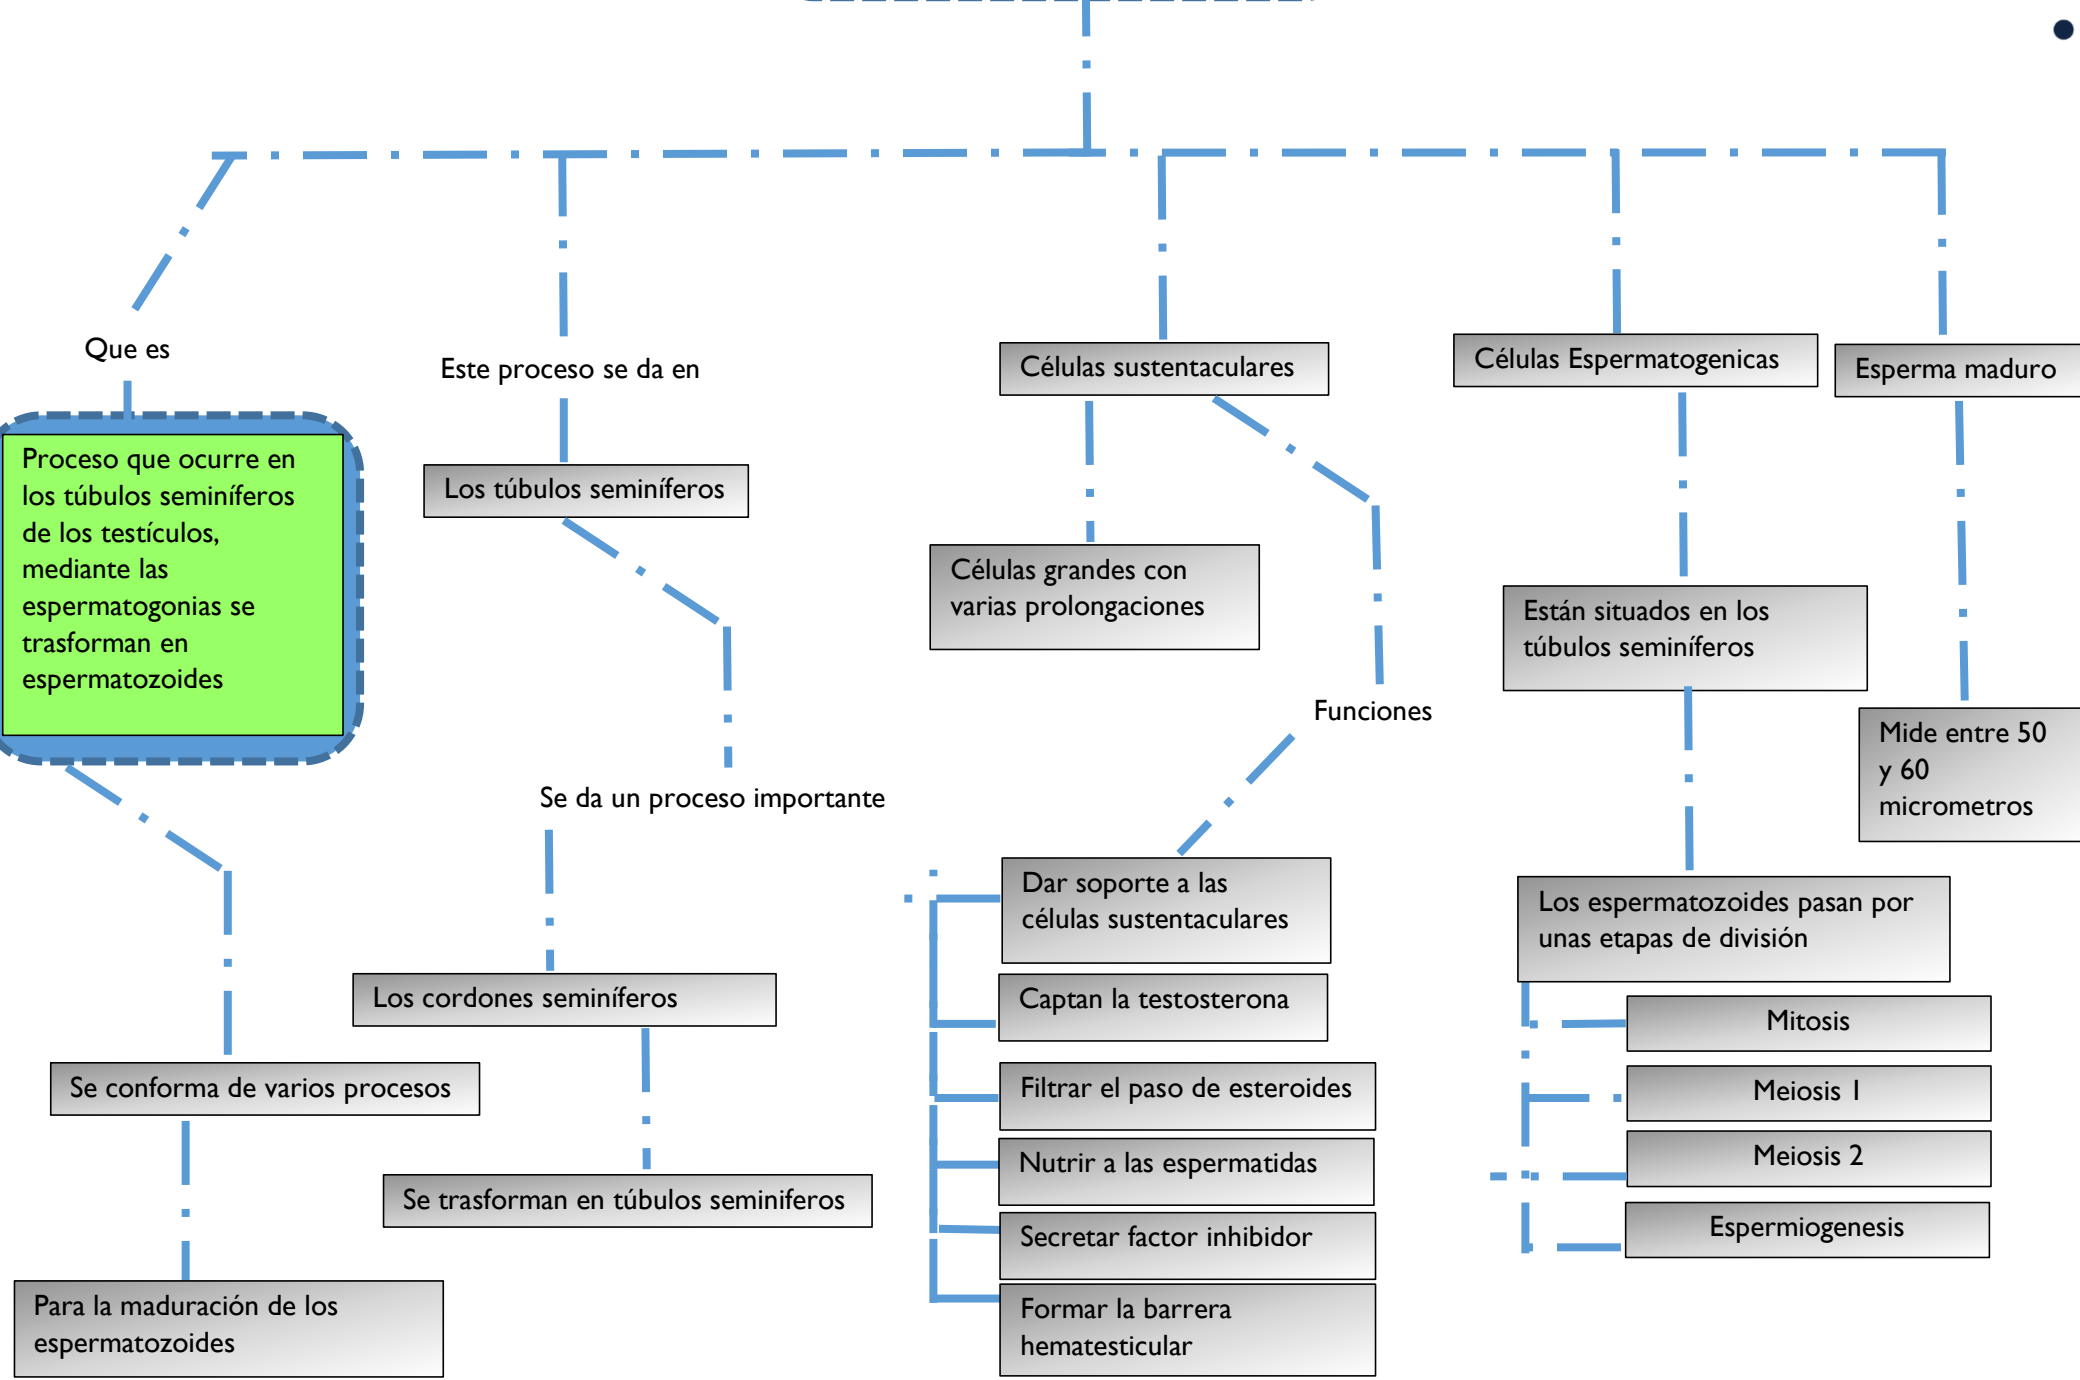 Que es
Proceso que ocurre en
los túbulos seminíferos
de los testículos,
mediante las
espermatogonias se
trasforman en
espermatozoides
Se conforma de varios procesos
Para la maduración de los
espermatozoides
Este proceso se da en
Los túbulos seminíferos
Se da un proceso importante
Los cordones seminíferos
Se trasforman en túbulos seminiferos
Células sustentaculares
Células grandes con
varias prolongaciones
Funciones
Dar soporte a las
células sustentaculares
Captan la testosterona
Filtrar el paso de esteroides
Nutrir a las espermatidas
Secretar factor inhibidor
Formar la barrera
hematesticular
Células Espermatogenicas
Están situados en los
túbulos seminíferos
Los espermatozoides pasan por
unas etapas de división
Mitosis
Meiosis 1
Meiosis 2
Espermiogenesis
Esperma maduro
Mide entre 50
y 60
micrometros